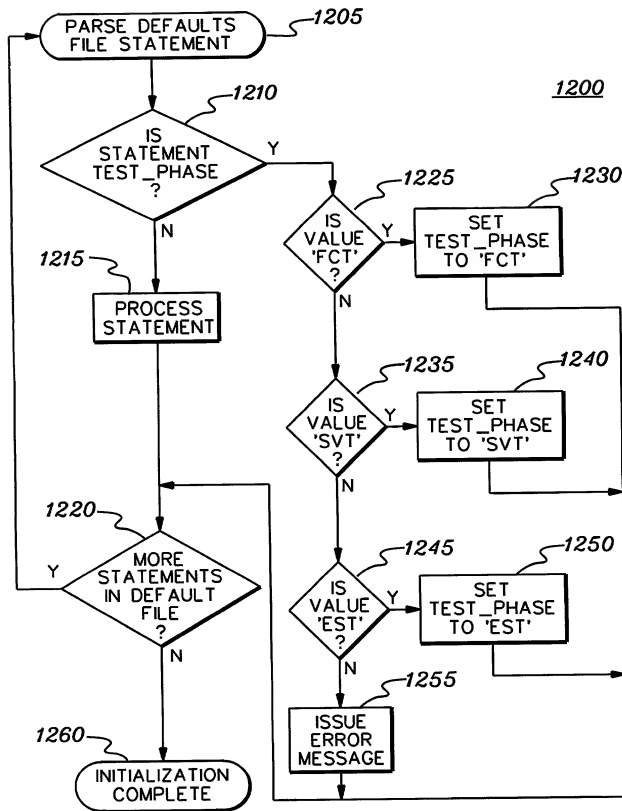 PARSE DEFAULTS
FILE STATEMENT
1205
1200
1210
IS
STATEMENT
TEST_PHASE
?
Y
N
1225
IS
VALUE
'FCT'
?
Y
N
1230
SET
TEST_PHASE
TO 'FCT'
1215
PROCESS
STATEMENT
1235
IS
VALUE
'SVT'
?
Y
N
1240
SET
TEST_PHASE
TO 'SVT'
1220
MORE
STATEMENTS
IN DEFAULT
FILE
?
Y
N
1245
IS
VALUE
'EST'
?
Y
N
1250
SET
TEST_PHASE
TO 'EST'
1255
ISSUE
ERROR
MESSAGE
1260
INITIALIZATION
COMPLETE